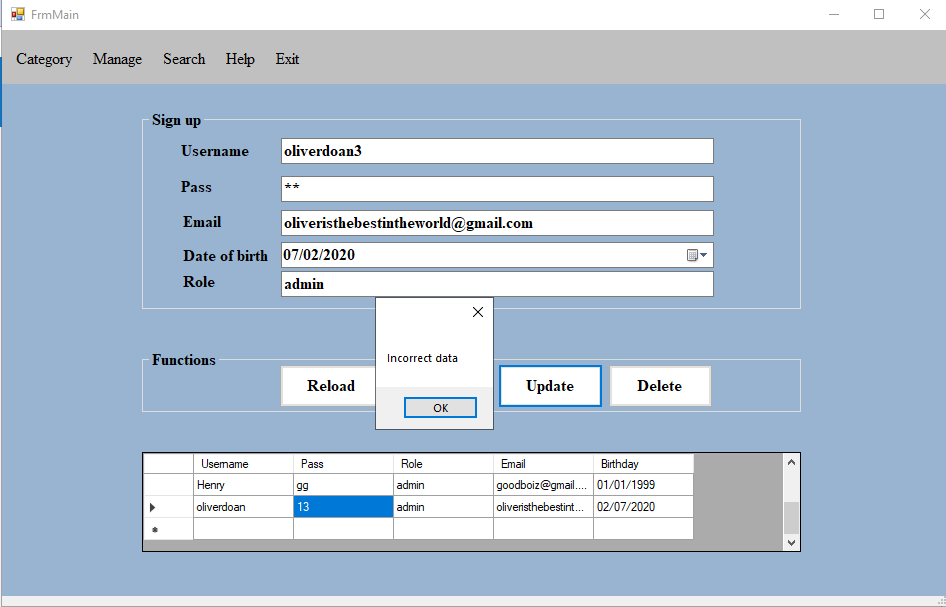 FrmMain
Category Manage Search Help Exit
Sign up
Username oliverdoan3
Pass **
Email oliveristhebestintheworld@gmail.com
Date of birth 07/02/2020
Role admin
Incorrect data
OK
Functions
Reload Update Delete
Username Pass Role Email Birthday
Henry gg admin goodboiz@gmail.... 01/01/1999
oliverdoan 13 admin oliveristhebestint... 02/07/2020